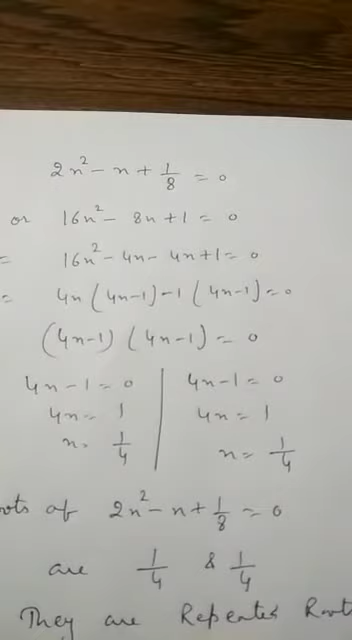 2x² - x + 1/8 = 0
or 16x² - 8x + 1 = 0
= 16x² - 4x - 4x + 1 = 0
= 4x (4x-1) - 1 (4x-1) = 0
(4x-1) (4x-1) = 0
4x - 1 = 0 | 4x - 1 = 0
4x = 1 | 4x = 1
x = 1/4 | x = 1/4
ots of 2x² - x + 1/8 = 0
are 1/4 & 1/4
They are Repeated Root